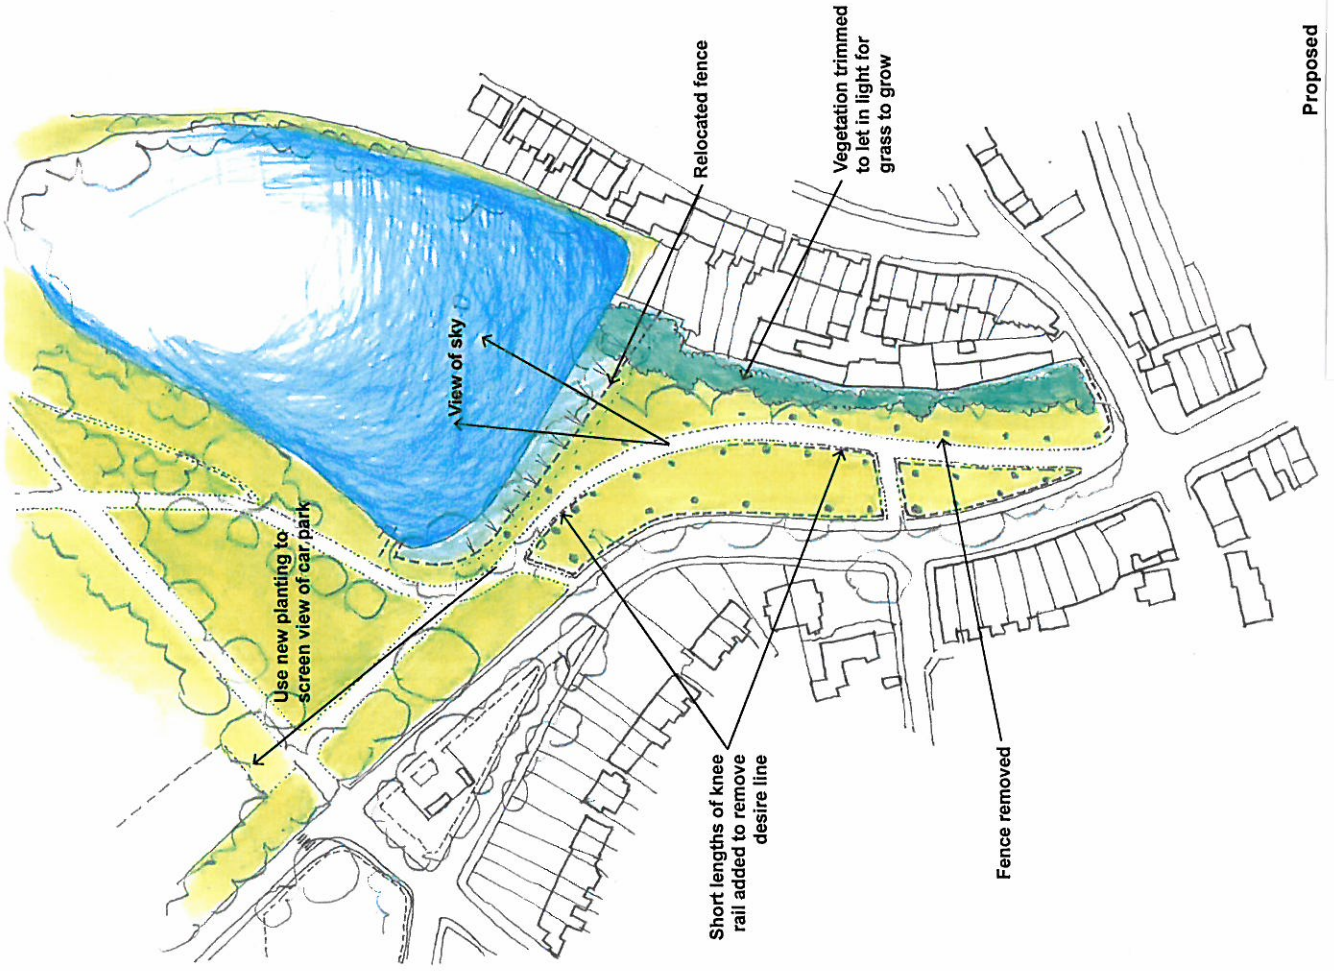 Proposed
Relocated fence
Vegetation trimmed
to let in light for
grass to grow
View of sky
Use new planting to
screen view of car park
Short lengths of knee
rail added to remove
desire line
Fence removed